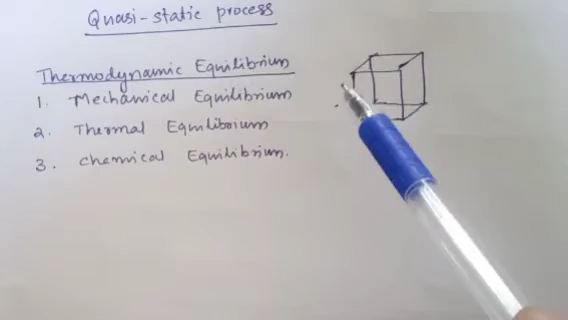 Quasi-static process
Thermodynamic Equilibrium
1. Mechanical Equilibrium
2. Thermal Equilibrium
3. Chemical Equilibrium.